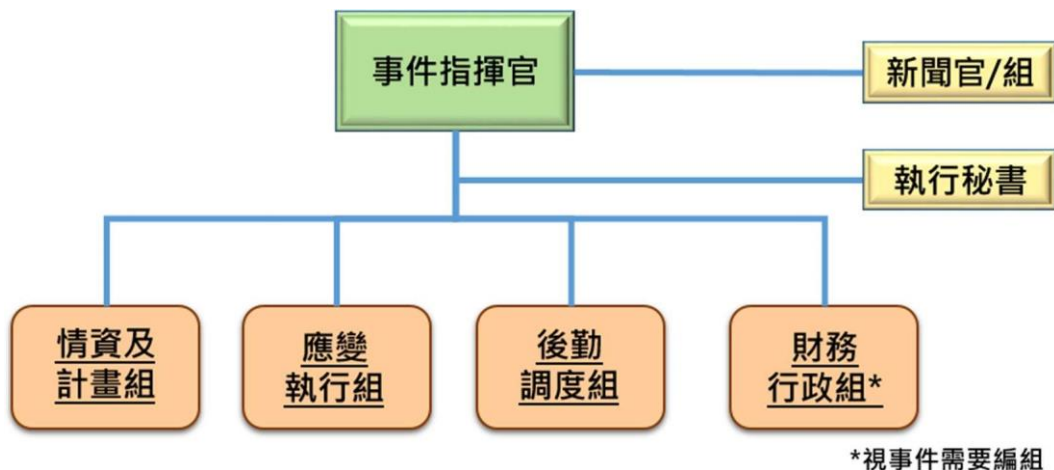 事件指揮官
新聞官/組
執行秘書
情資及
計畫組
應變
執行組
後勤
調度組
財務
行政組*
*視事件需要編組